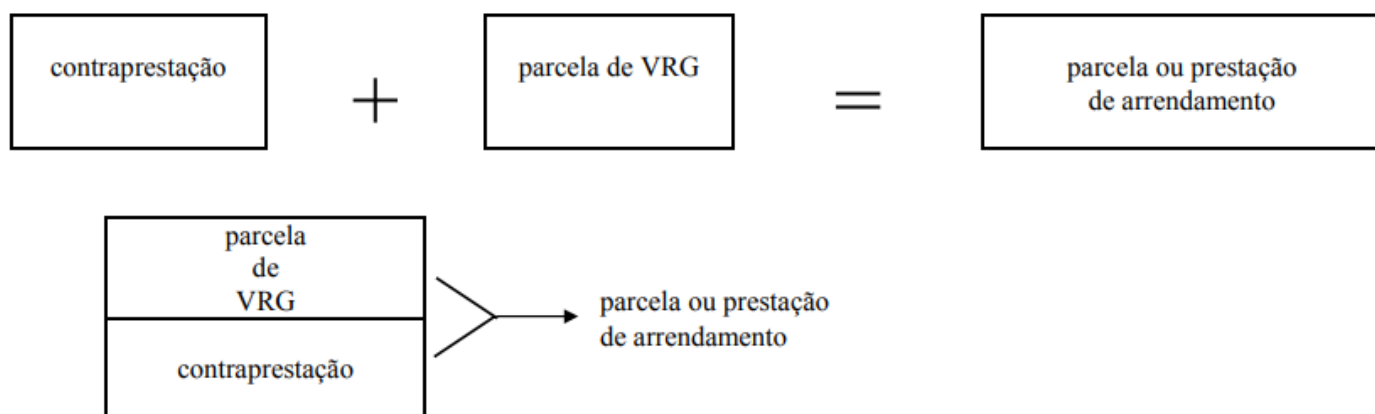 contraprestação
+
parcela de VRG
=
parcela ou prestação
de arrendamento
parcela
de
VRG
contraprestação
parcela ou prestação
de arrendamento